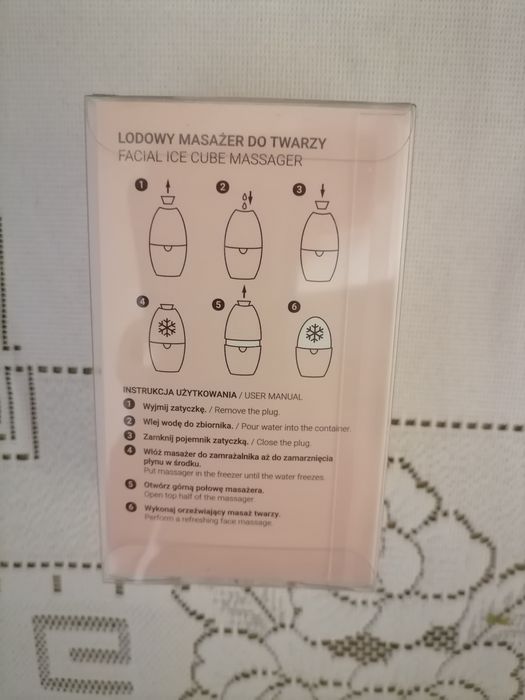 LODOWY MASAŻER DO TWARZY
FACIAL ICE CUBE MASSAGER
1
2
3
4
5
6
INSTRUKCJA UŻYTKOWANIA / USER MANUAL
1 Wyjmij zatyczkę. / Remove the plug.
2 Wlej wodę do zbiornika. / Pour water into the container.
3 Zamknij pojemnik zatyczką. / Close the plug.
4 Włóż masażer do zamrażalnika aż do zamarznięcia
płynu w środku.
Put massager in the freezer until the water freezes.
5 Otwórz górną połowę masażera.
Open top half of the massager.
6 Wykonaj orzeźwiający masaż twarzy.
Perform a refreshing face massage.